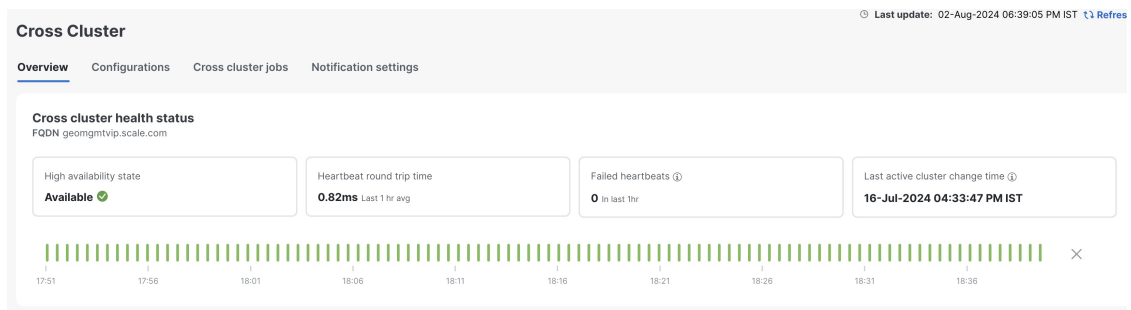 Last update: 02-Aug-2024 06:39:05 PM IST Refres
Cross Cluster
Overview Configurations Cross cluster jobs Notification settings
Cross cluster health status
FQDN geomgmtvip.scale.com
High availability state
Available
Heartbeat round trip time
0.82ms Last 1 hr avg
Failed heartbeats
0 In last 1hr
Last active cluster change time
16-Jul-2024 04:33:47 PM IST
17:51 17:56 18:01 18:06 18:11 18:16 18:21 18:26 18:31 18:36